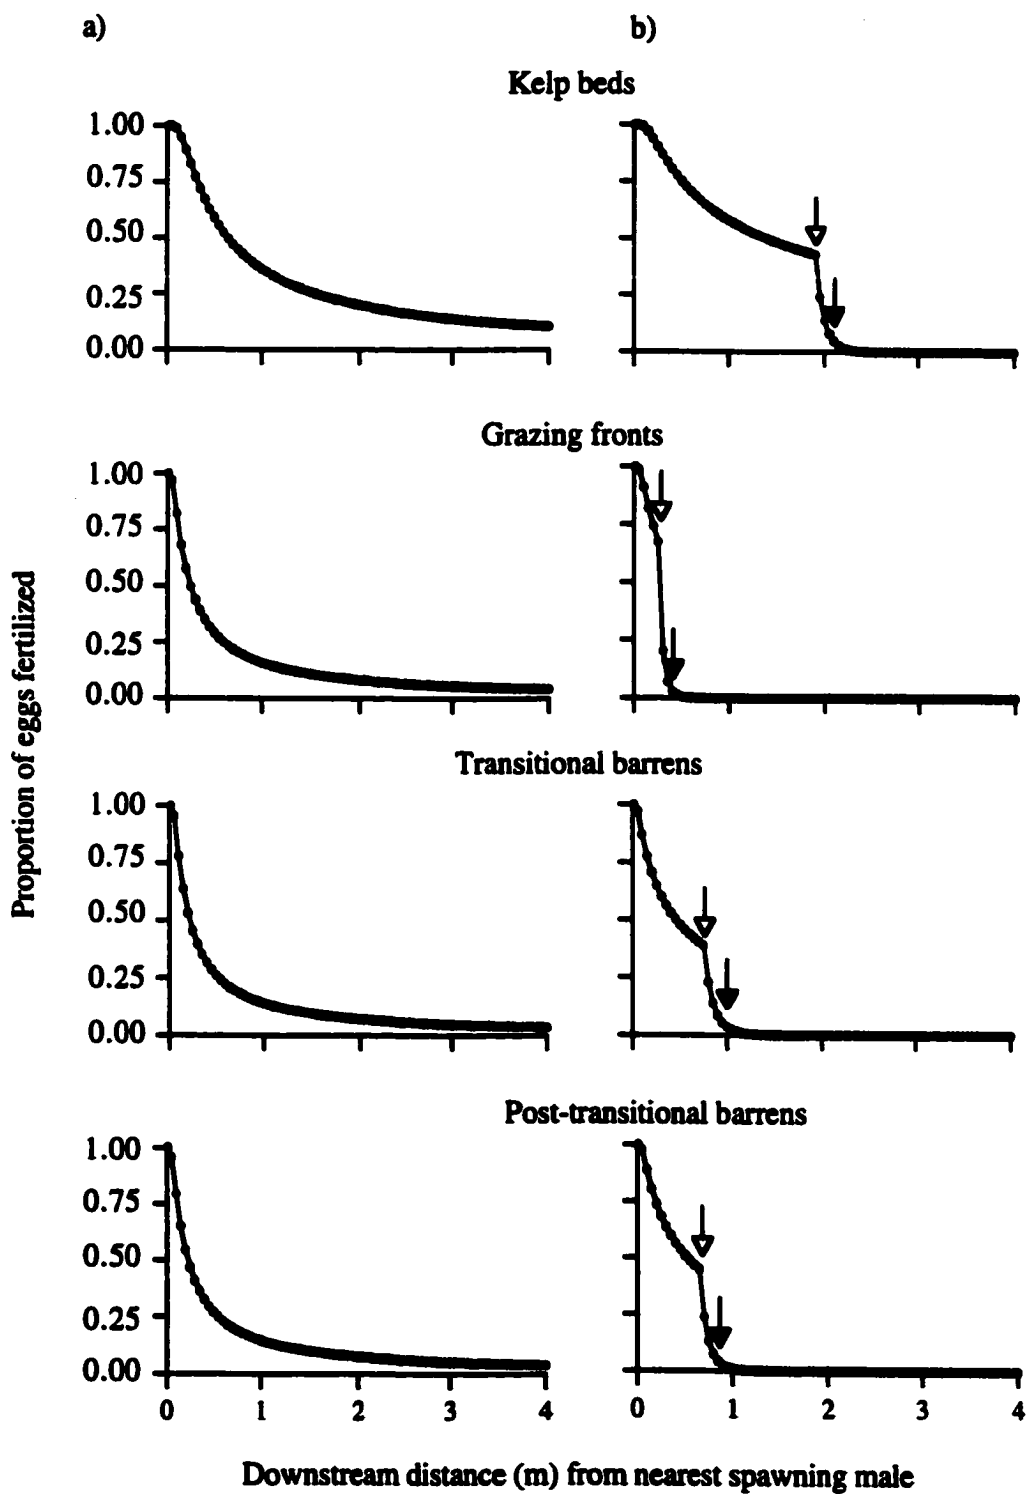 a) b)
Kelp beds
1.00
0.75
0.50
0.25
0.00
Grazing fronts
1.00
0.75
0.50
0.25
0.00
Transitional barrens
1.00
0.75
0.50
0.25
0.00
Post-transitional barrens
1.00
0.75
0.50
0.25
0.00
0 1 2 3 4 0 1 2 3 4
Proportion of eggs fertilized
Downstream distance (m) from nearest spawning male